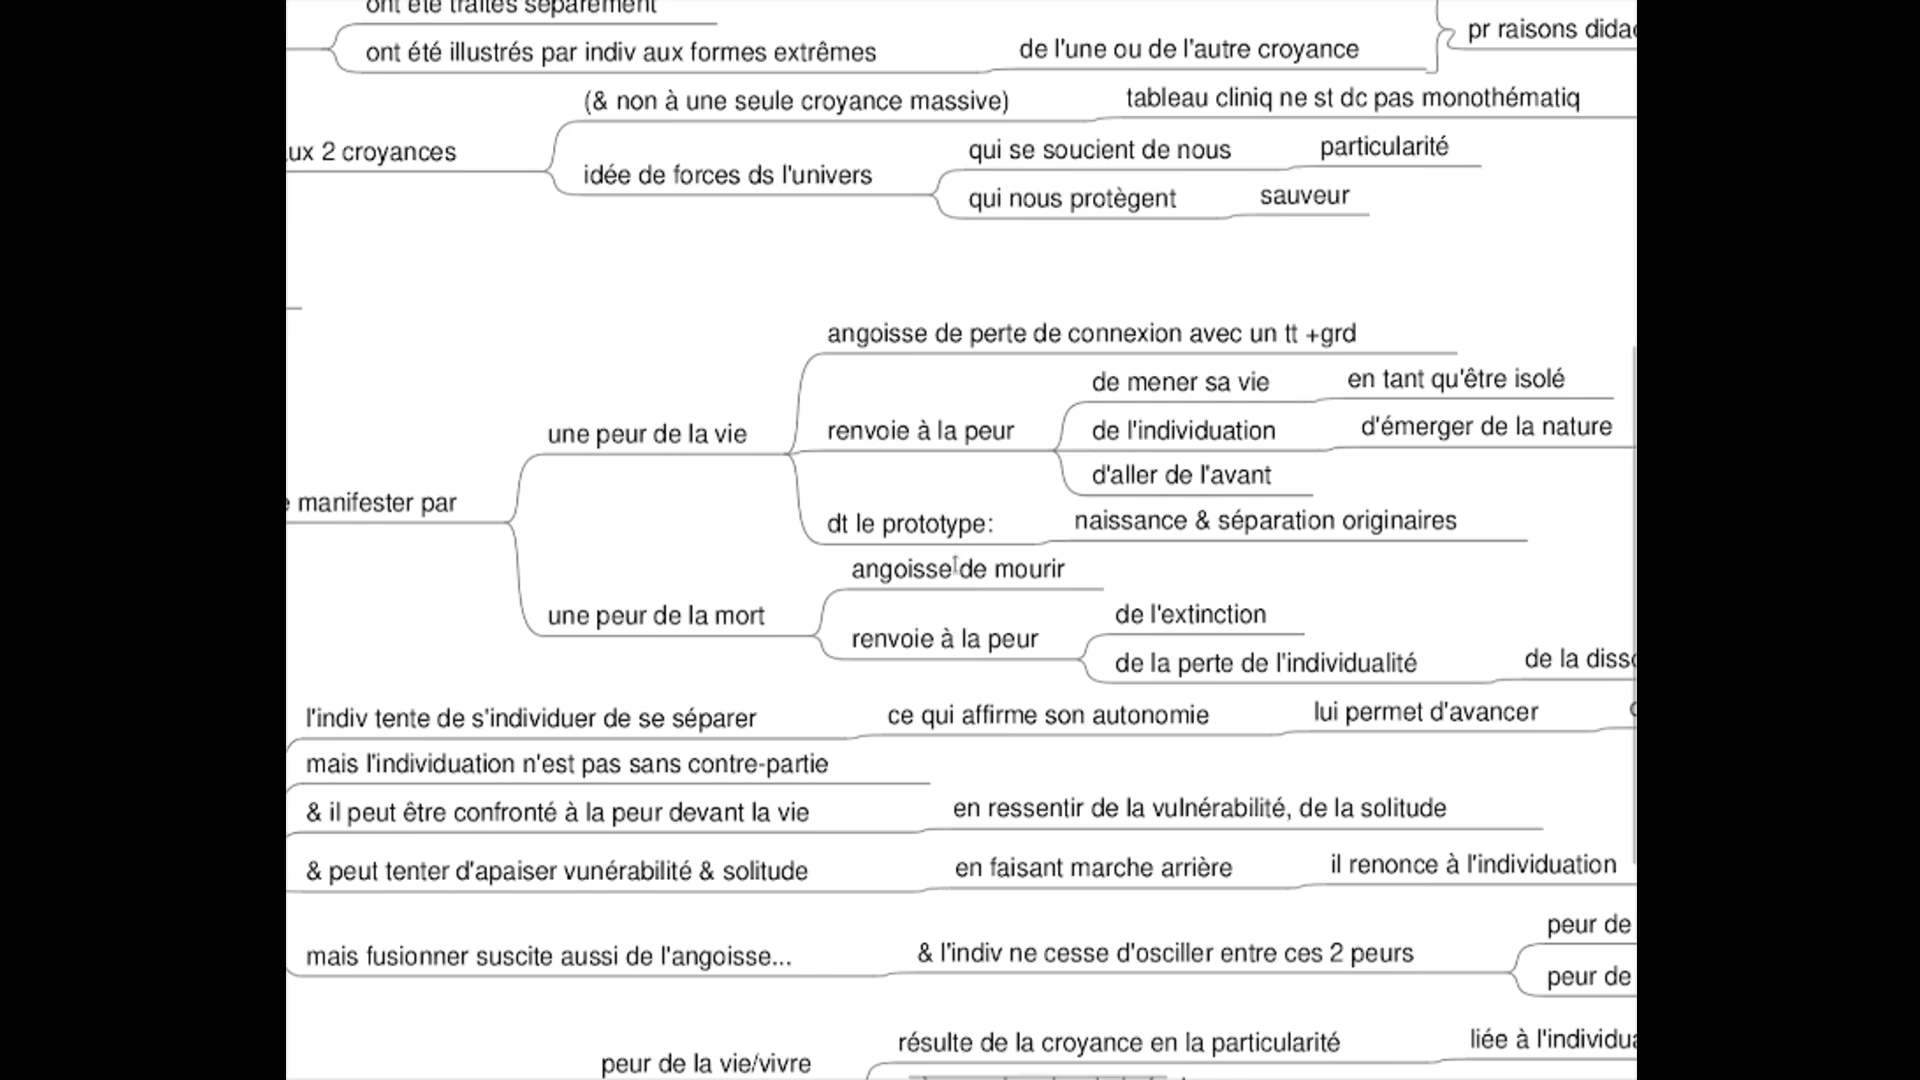 ont été traités séparément
ont été illustrés par indiv aux formes extrêmes de l'une ou de l'autre croyance pr raisons
(& non à une seule croyance massive) tableau cliniq ne st dc pas monothématiq
2 croyances
idée de forces ds l'univers
qui se soucient de nous particularité
qui nous protègent sauveur
angoisse de perte de connexion avec un tt +grd
une peur de la vie
renvoie à la peur
de mener sa vie en tant qu'être isolé
de l'individuation d'émerger de la nature
d'aller de l'avant
dt le prototype: naissance & séparation originaires
manifester par
angoisse de mourir
une peur de la mort
renvoie à la peur
de l'extinction
de la perte de l'individualité de la
l'indiv tente de s'individuer de se séparer ce qui affirme son autonomie lui permet d'avancer
mais l'individuation n'est pas sans contre-partie
& il peut être confronté à la peur devant la vie en ressentir de la vulnérabilité, de la solitude
& peut tenter d'apaiser vunérabilité & solitude en faisant marche arrière il renonce à l'individuation
mais fusionner suscite aussi de l'angoisse... & l'indiv ne cesse d'osciller entre ces 2 peurs
peur de
peur de
peur de la vie/vivre
résulte de la croyance en la particularité liée à